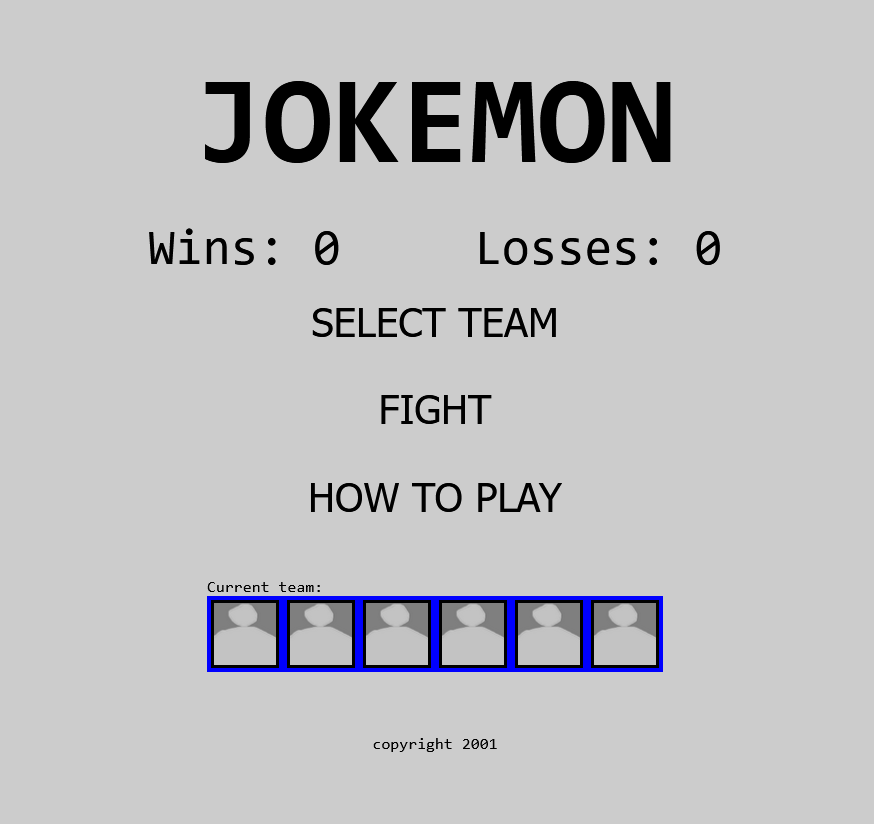 JOKEMON
Wins: 0 Losses: 0
SELECT TEAM
FIGHT
HOW TO PLAY
Current team:
copyright 2001